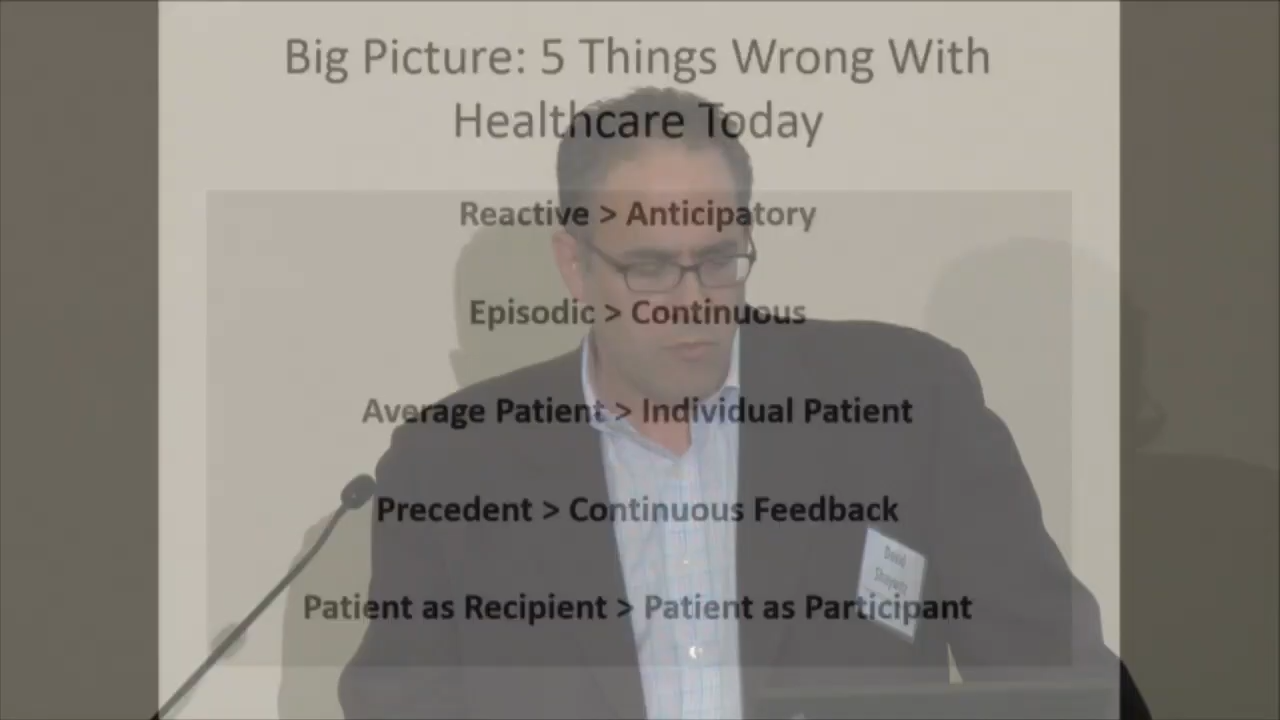 Big Picture: 5 Things Wrong With
Healthcare Today
Reactive > Anticipatory
Episodic > Continuous
Average Patient > Individual Patient
Precedent > Continuous Feedback
Patient as Recipient > Patient as Participant
David